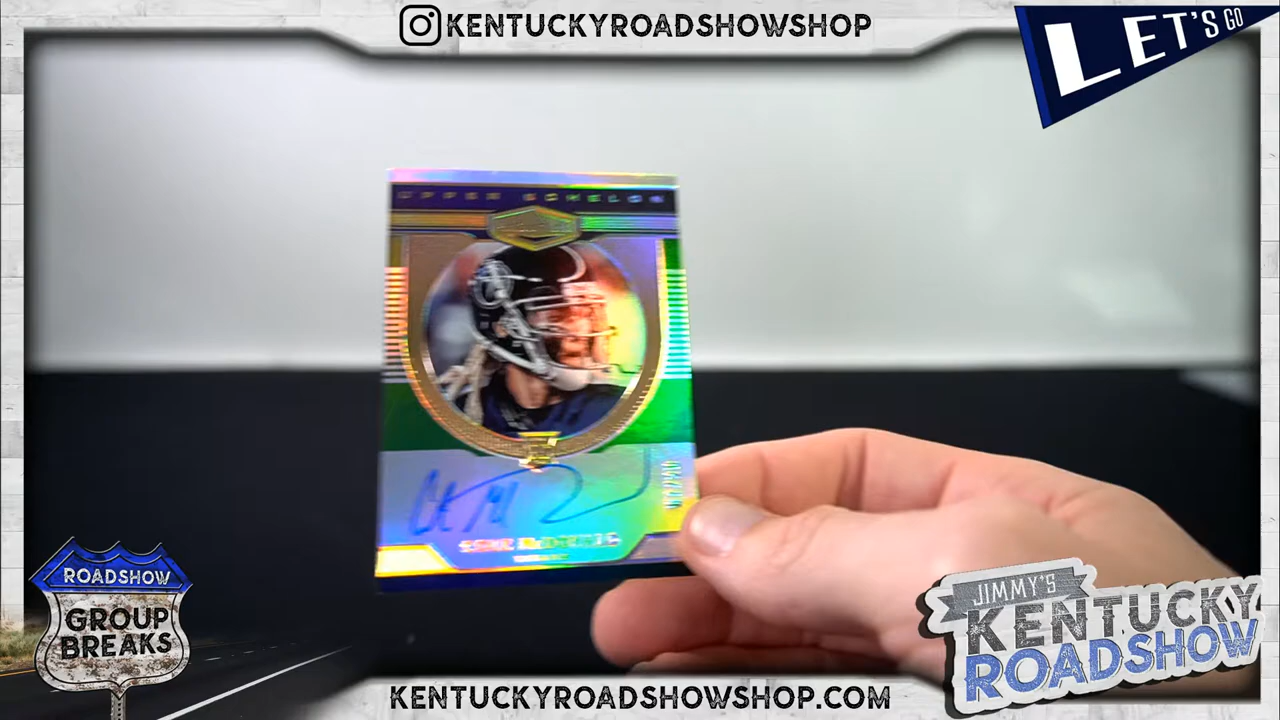 KENTUCKYROADSHOWSHOP
LET'S GO
UPPER ECHELON
ROADSHOW
GROUP
BREAKS
JIMMY'S
KENTUCKY
ROADSHOW
KENTUCKYROADSHOWSHOP.COM